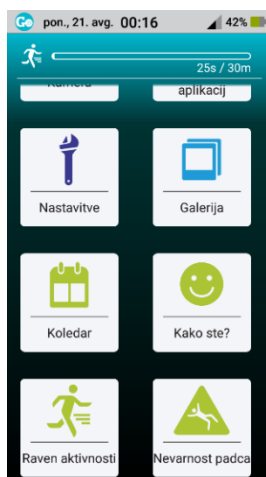 Go pon., 21. avg. 00:16 42%
25s / 30m
Kamera aplikacij
Nastavitve Galerija
Koledar Kako ste?
Raven aktivnosti Nevarnost padca